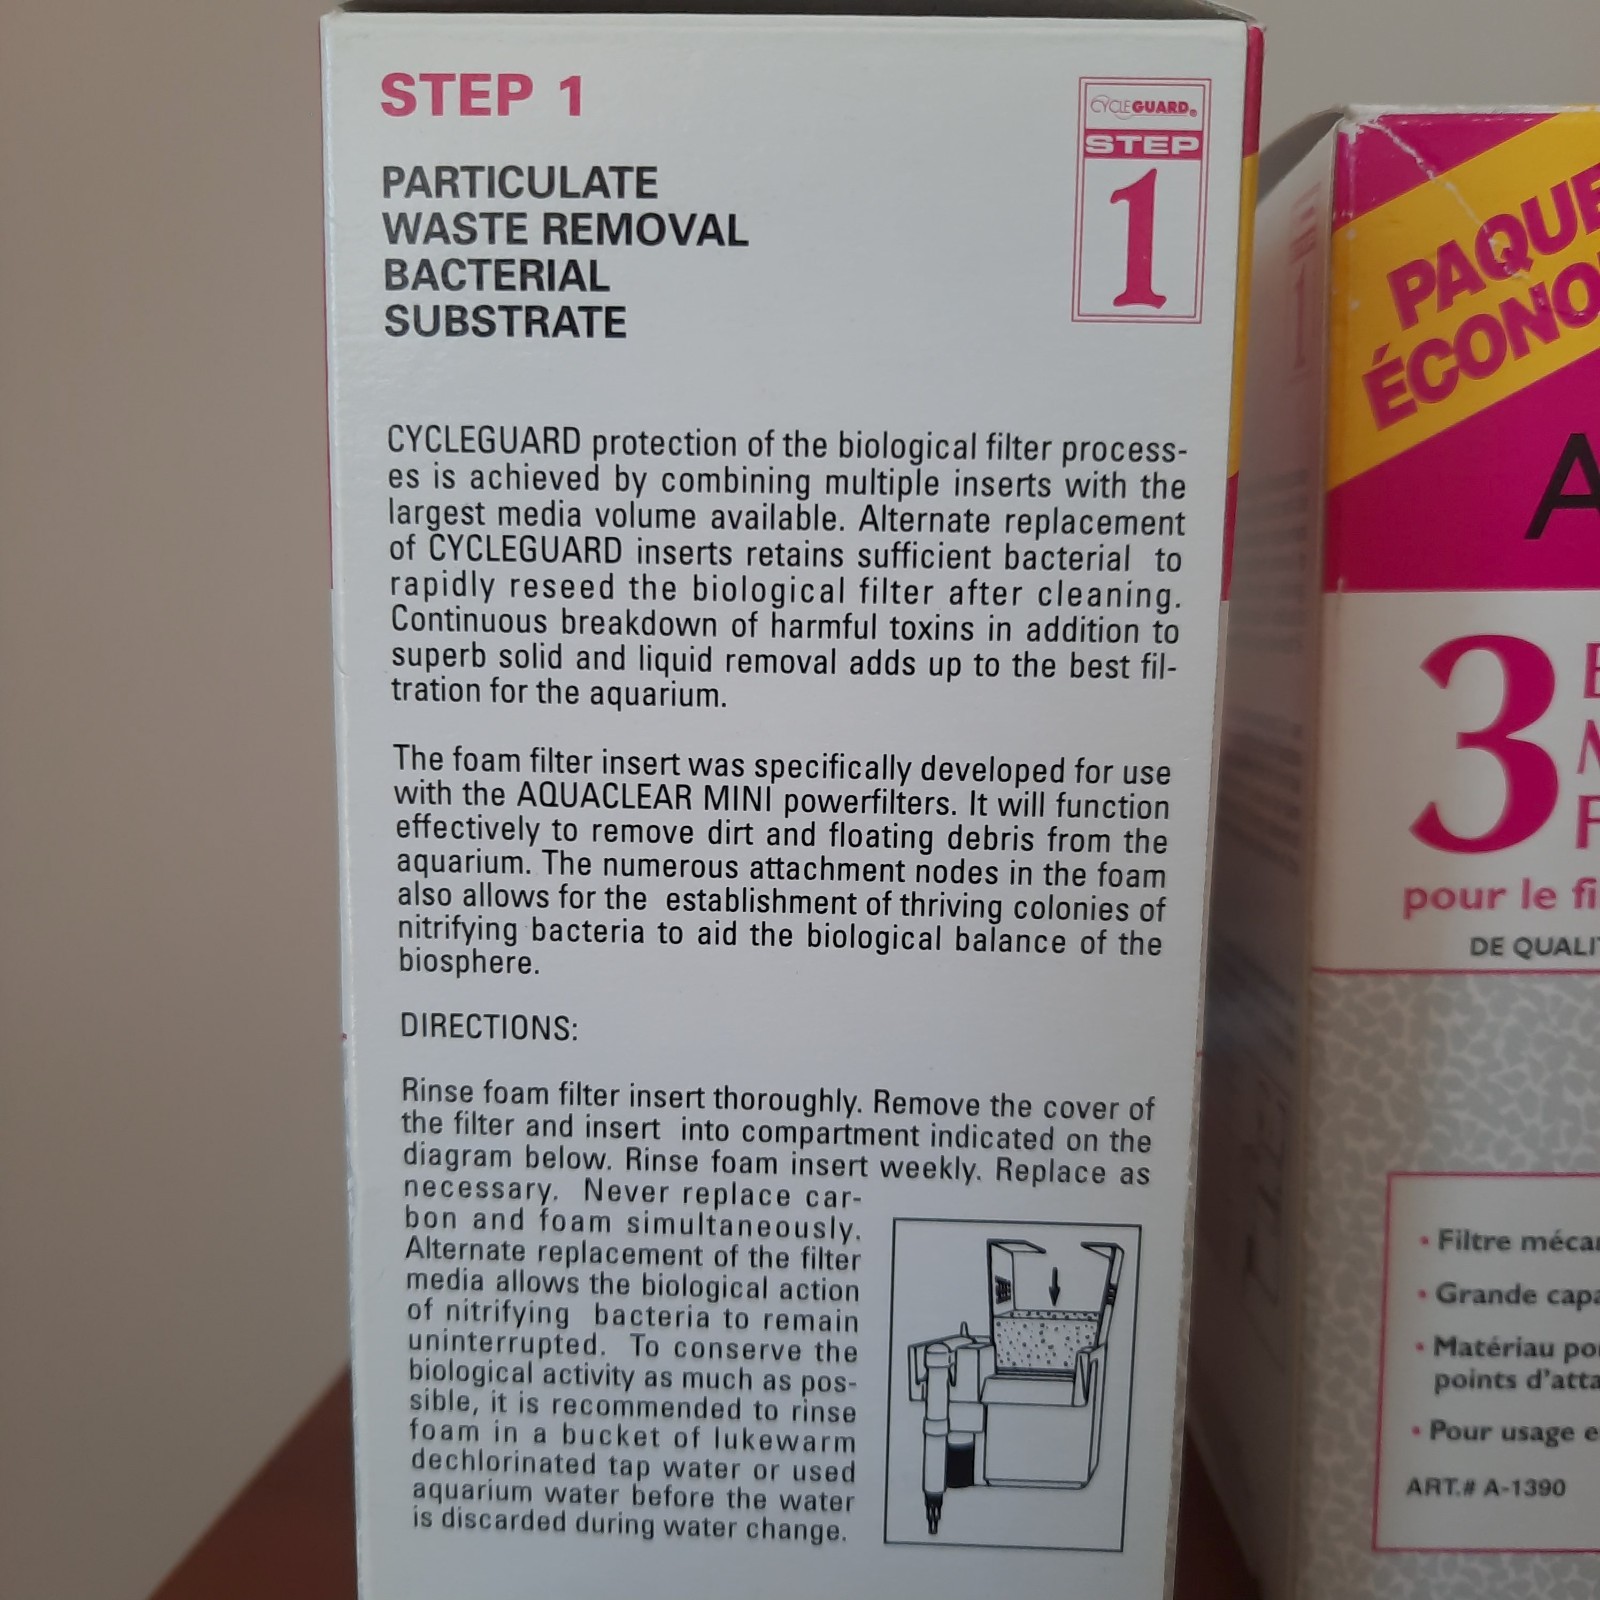 STEP 1
PARTICULATE
WASTE REMOVAL
BACTERIAL
SUBSTRATE
CYCLEGUARD®
STEP
1
CYCLEGUARD protection of the biological filter process-
es is achieved by combining multiple inserts with the
largest media volume available. Alternate replacement
of CYCLEGUARD inserts retains sufficient bacterial to
rapidly reseed the biological filter after cleaning.
Continuous breakdown of harmful toxins in addition to
superb solid and liquid removal adds up to the best fil-
tration for the aquarium.
The foam filter insert was specifically developed for use
with the AQUACLEAR MINI powerfilters. It will function
effectively to remove dirt and floating debris from the
aquarium. The numerous attachment nodes in the foam
also allows for the establishment of thriving colonies of
nitrifying bacteria to aid the biological balance of the
biosphere.
DIRECTIONS:
Rinse foam filter insert thoroughly. Remove the cover of
the filter and insert into compartment indicated on the
diagram below. Rinse foam insert weekly. Replace as
necessary. Never replace car-
bon and foam simultaneously.
Alternate replacement of the filter
media allows the biological action
of nitrifying bacteria to remain
uninterrupted. To conserve the
biological activity as much as pos-
sible, it is recommended to rinse
foam in a bucket of lukewarm
dechlorinated tap water or used
aquarium water before the water
is discarded during water change.
PAQUE
ÉCONO
A
3
pour le fi
DE QUALIT
• Filtre méca
• Grande capa
• Matériau po
points d'atta
• Pour usage e
ART.# A-1390